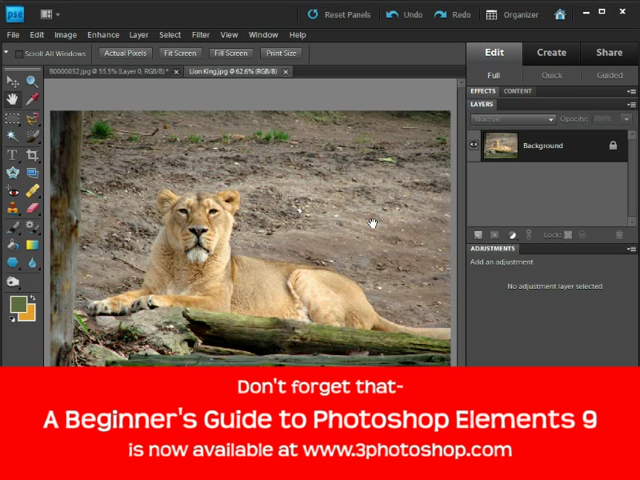 pse
Reset Panels
Undo
Redo
Organizer
File Edit Image Enhance Layer Select Filter View Window Help
Scroll All Windows Actual Pixels Fit Screen Fill Screen Print Size
Edit Create Share
Full Quick Guided
Lion King.jpg @ 62.6% (RGB/8)
EFFECTS CONTENT
LAYERS
Normal Opacity: 100%
Background
Lock:
ADJUSTMENTS
Add an adjustment
No adjustment layer selected
Don't forget that-
A Beginner's Guide to Photoshop Elements 9
is now available at www.3photoshop.com